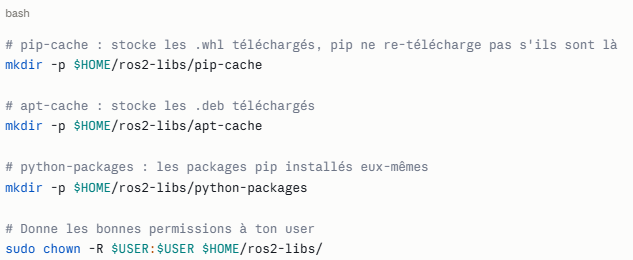 bash
# pip-cache : stocke les .whl téléchargés, pip ne re-télécharge pas s'ils sont là
mkdir -p $HOME/ros2-libs/pip-cache
# apt-cache : stocke les .deb téléchargés
mkdir -p $HOME/ros2-libs/apt-cache
# python-packages : les packages pip installés eux-mêmes
mkdir -p $HOME/ros2-libs/python-packages
# Donne les bonnes permissions à ton user
sudo chown -R $USER:$USER $HOME/ros2-libs/